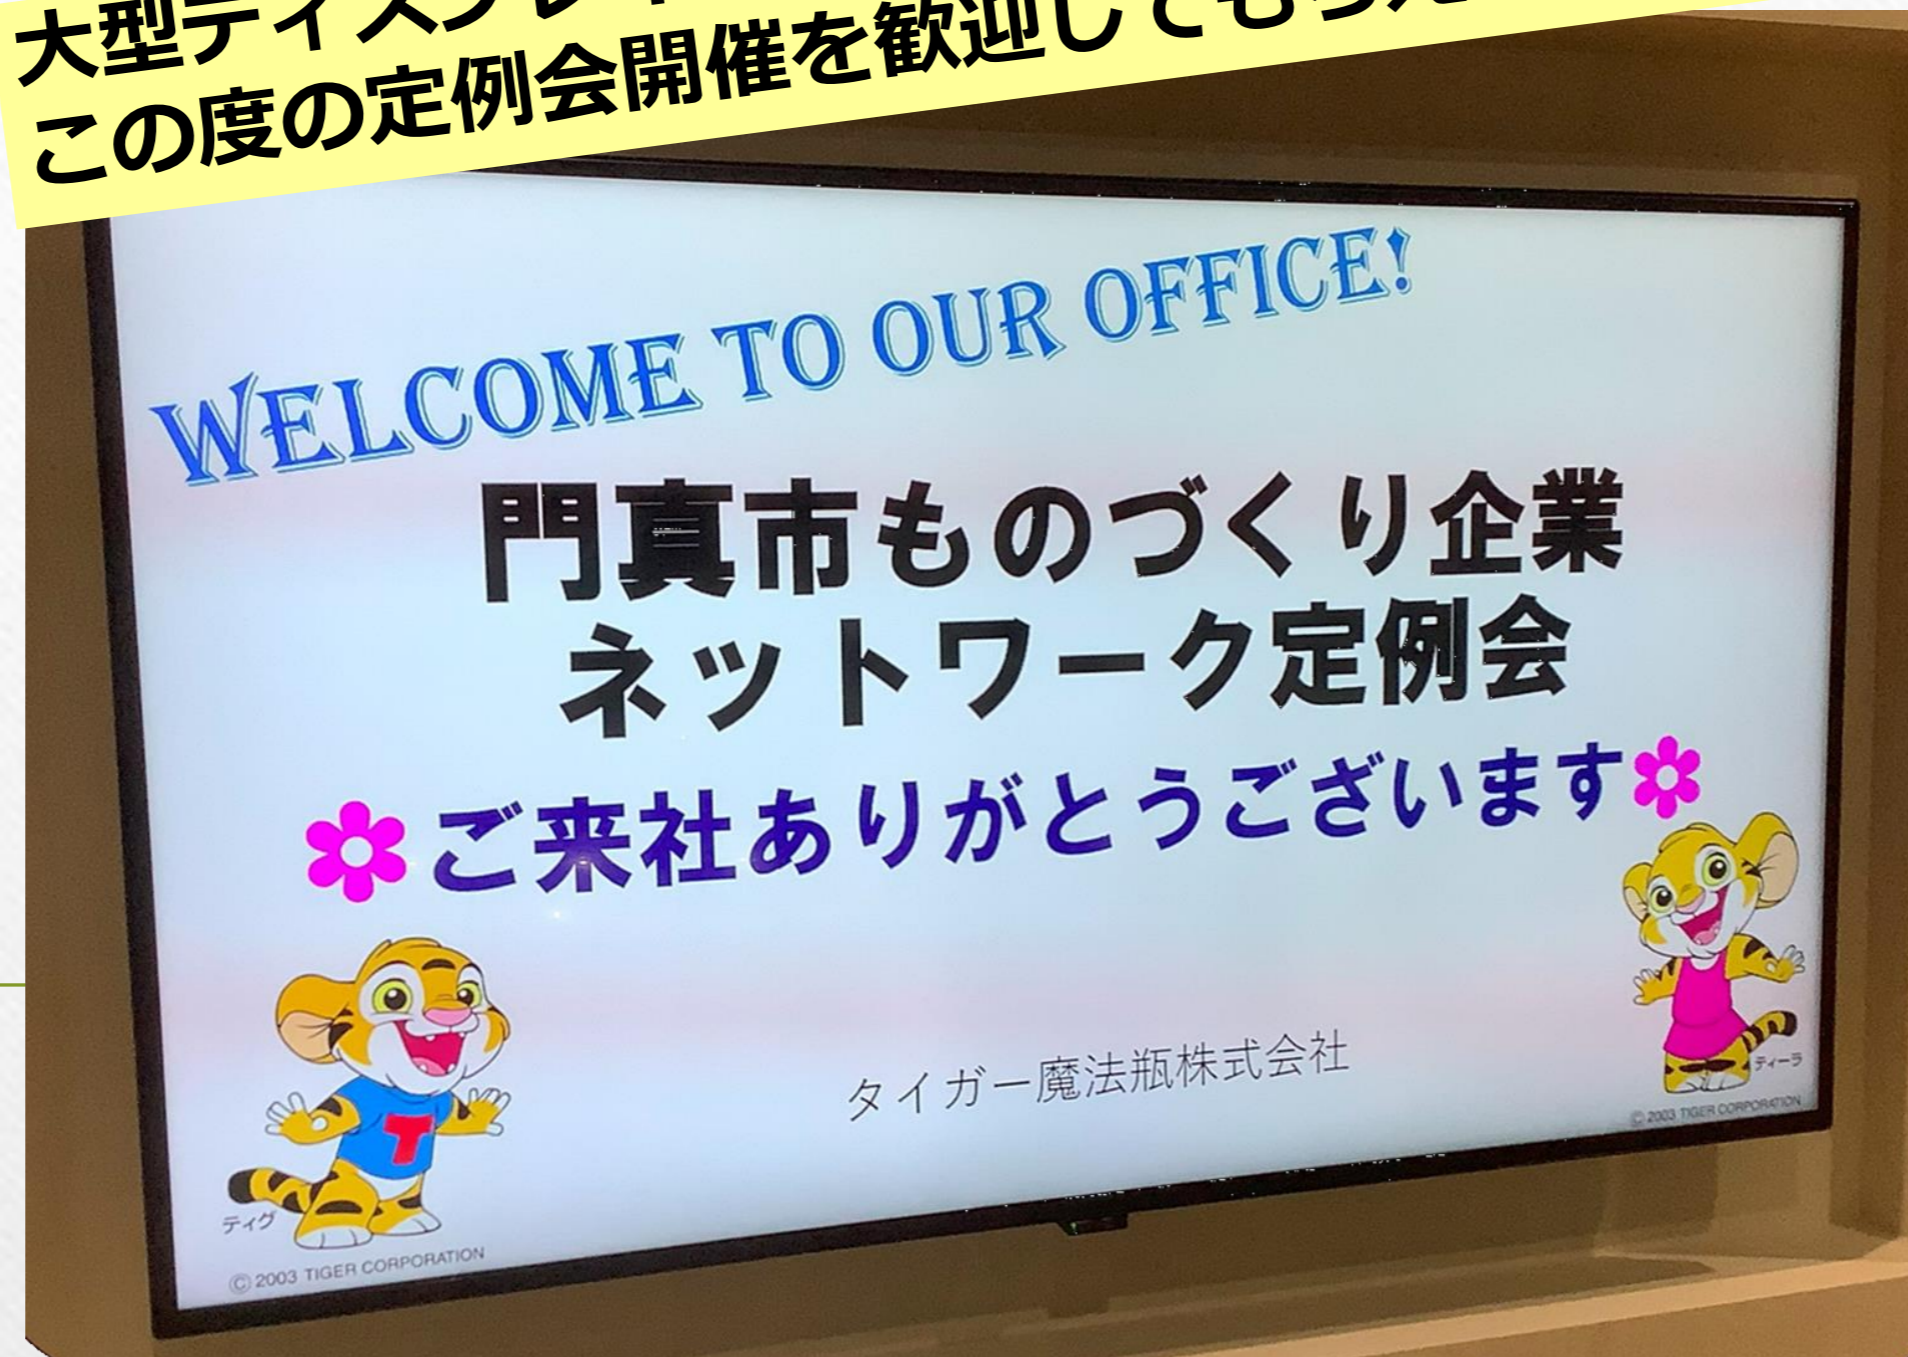 大型ディスプレイ
この度の定例会開催を歓迎してもらえ
WELCOME TO OUR OFFICE!
門真市ものづくり企業
ネットワーク定例会
ご来社ありがとうございます
タイガー魔法瓶株式会社
ティーラ
© 2003 TIGER CORPORATION
ティグ
© 2003 TIGER CORPORATION